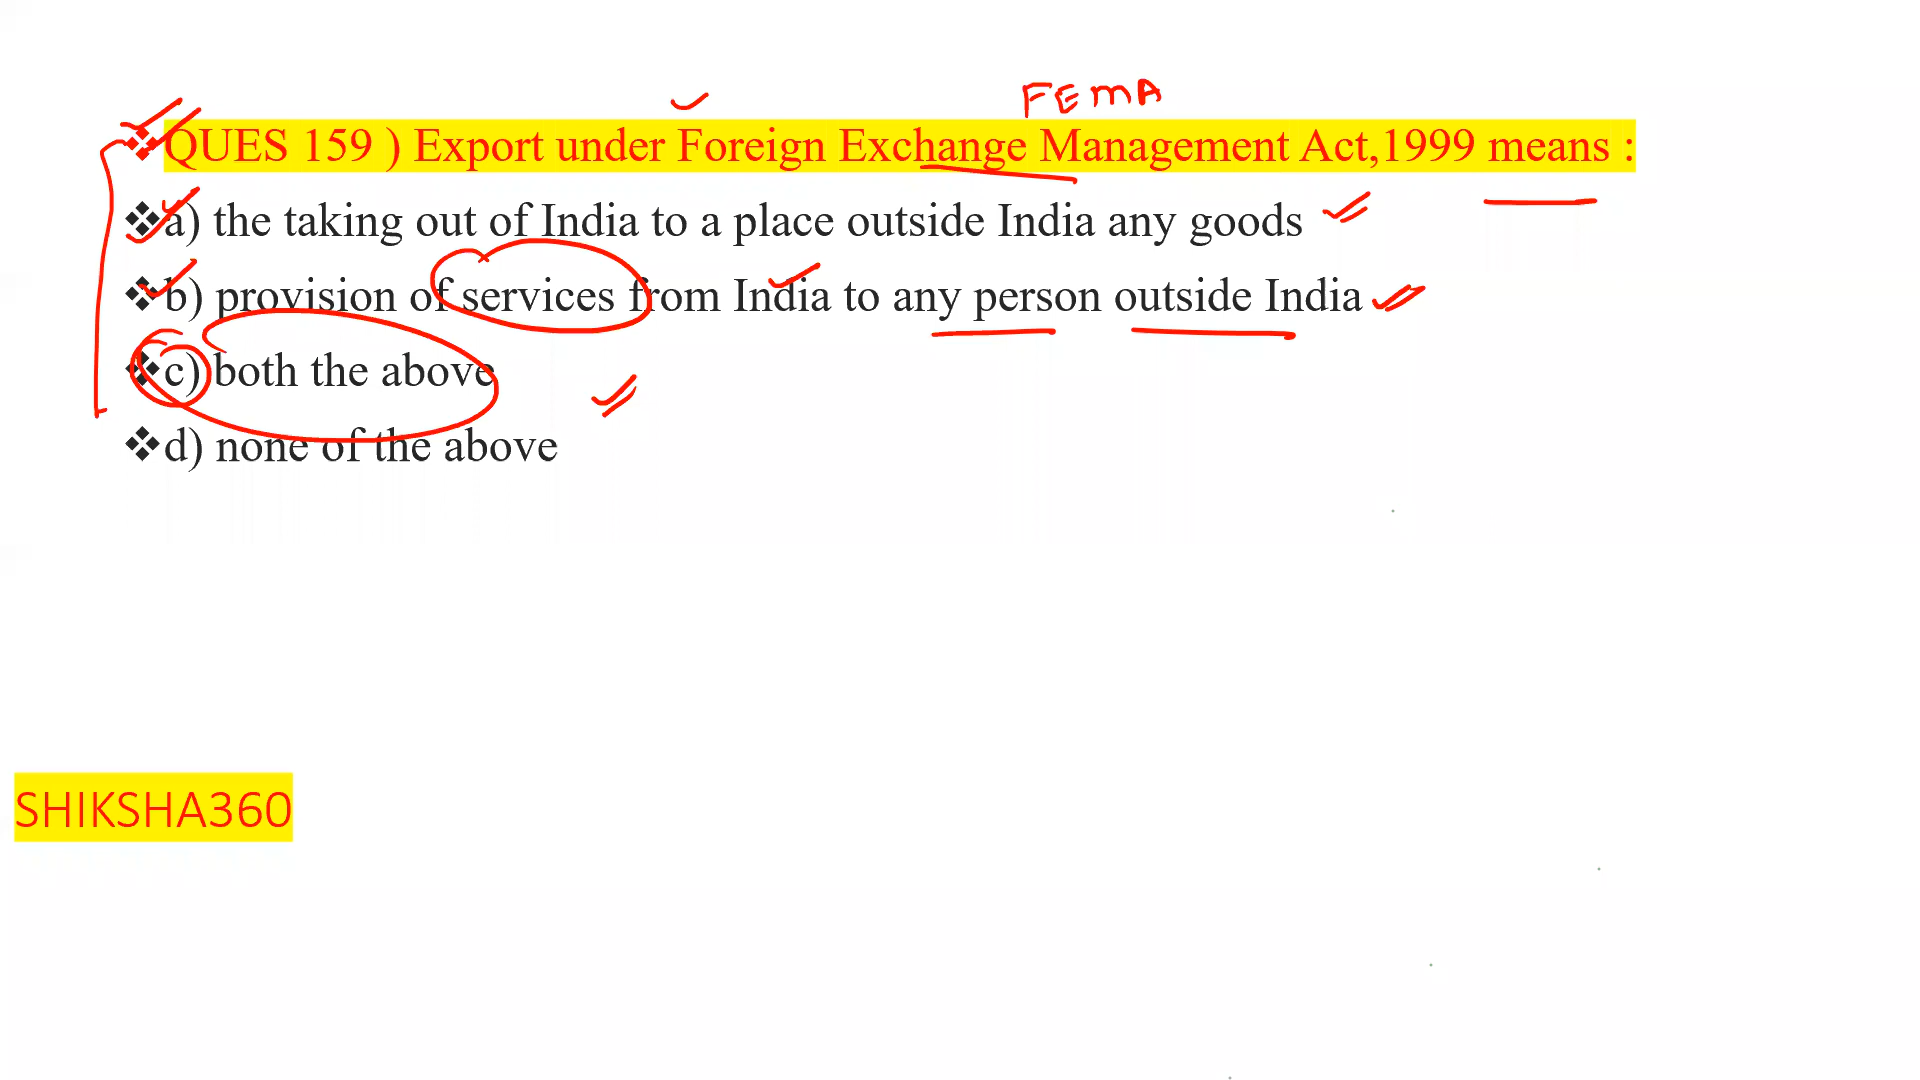 FEMA
❖QUES 159 ) Export under Foreign Exchange Management Act,1999 means :
❖a) the taking out of India to a place outside India any goods
❖b) provision of services from India to any person outside India
❖c) both the above
❖d) none of the above
SHIKSHA360